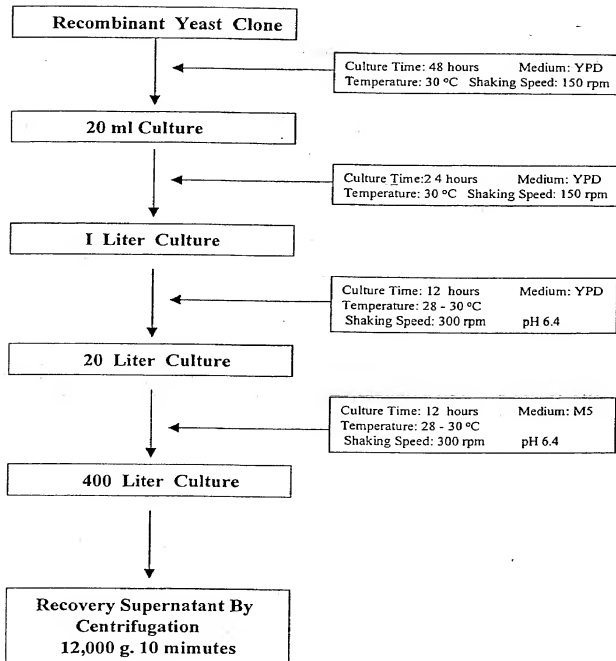 Recombinant Yeast Clone
Culture Time: 48 hours Medium: YPD
Temperature: 30 ºC Shaking Speed: 150 rpm
20 ml Culture
Culture Time:2 4 hours Medium: YPD
Temperature: 30 ºC Shaking Speed: 150 rpm
I Liter Culture
Culture Time: 12 hours Medium: YPD
Temperature: 28 - 30 ºC
Shaking Speed: 300 rpm pH 6.4
20 Liter Culture
Culture Time: 12 hours Medium: M5
Temperature: 28 - 30 ºC
Shaking Speed: 300 rpm pH 6.4
400 Liter Culture
Recovery Supernatant By
Centrifugation
12,000 g. 10 mimutes